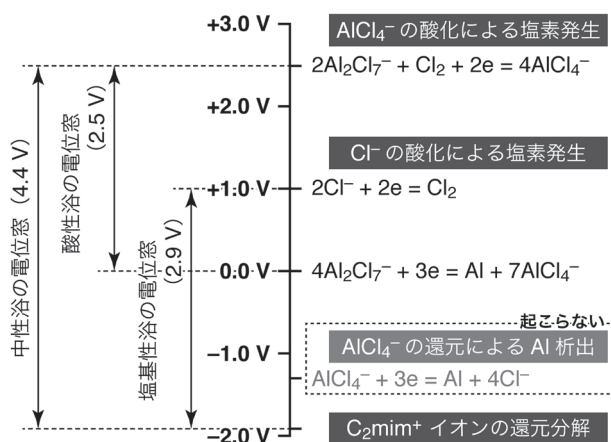 +3.0 V
AlCl₄⁻ の酸化による塩素発生
2Al₂Cl₇⁻ + Cl₂ + 2e = 4AlCl₄⁻
+2.0 V
Cl⁻ の酸化による塩素発生
+1.0 V
2Cl⁻ + 2e = Cl₂
0.0 V
4Al₂Cl₇⁻ + 3e = Al + 7AlCl₄⁻
起こらない
–1.0 V
AlCl₄⁻ の還元による Al 析出
AlCl₄⁻ + 3e = Al + 4Cl⁻
–2.0 V
C₂mim⁺ イオンの還元分解
中性浴の電位窓(4.4 V)
酸性浴の電位窓
(2.5 V)
塩基性浴の電位窓
(2.9 V)